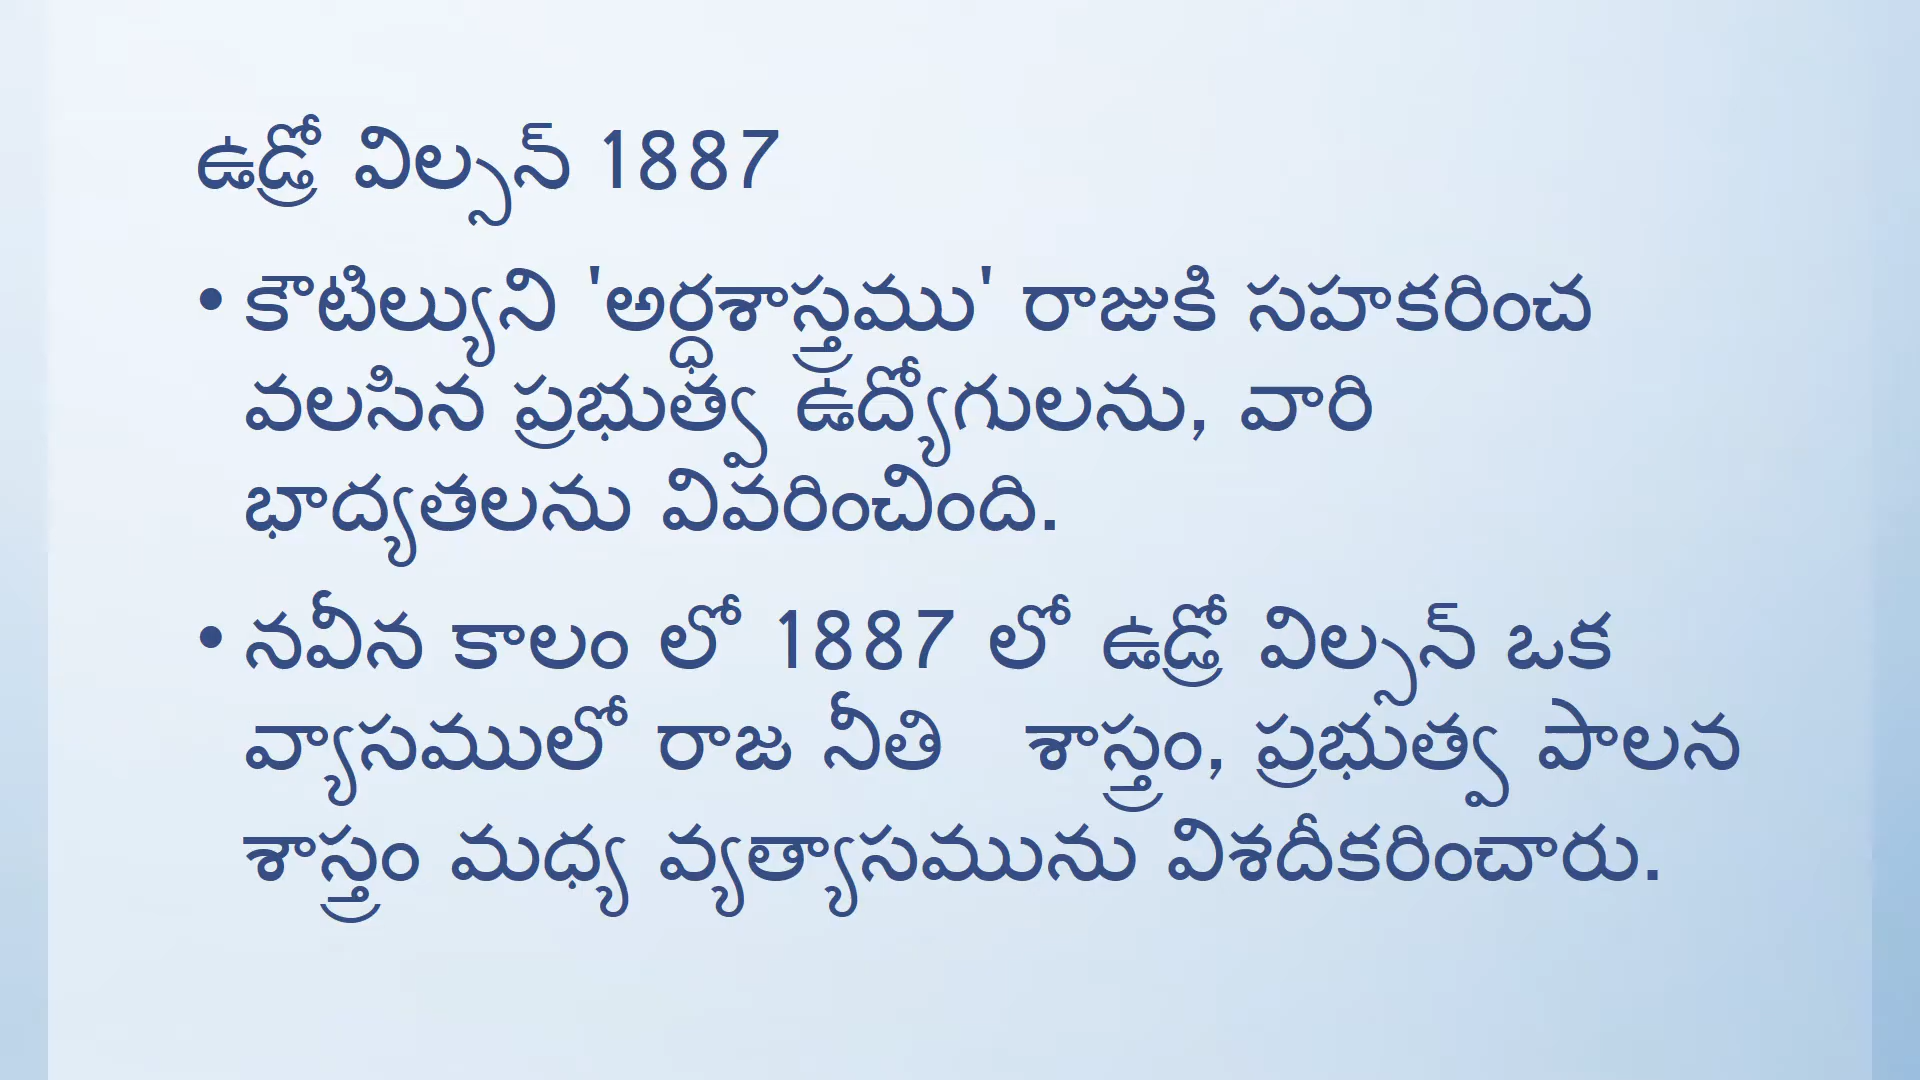 ఉడ్రో విల్సన్ 1887
• కౌటిల్యుని 'అర్ధశాస్త్రము' రాజుకి సహకరించ
వలసిన ప్రభుత్వ ఉద్యోగులను, వారి
భాద్యతలను వివరించింది.
• నవీన కాలం లో 1887 లో ఉడ్రో విల్సన్ ఒక
వ్యాసములో రాజ నీతి శాస్త్రం, ప్రభుత్వ పాలన
శాస్త్రం మధ్య వ్యత్యాసమును విశదీకరించారు.